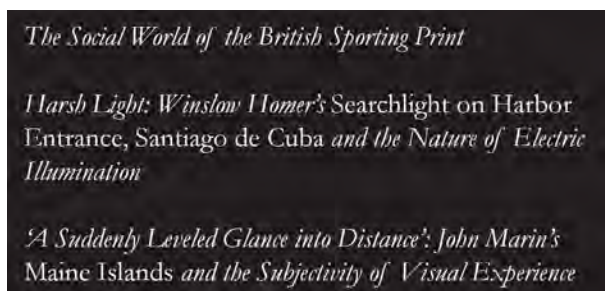 The Social World of the British Sporting Print
Harsh Light: Winslow Homer's Searchlight on Harbor
Entrance, Santiago de Cuba and the Nature of Electric
Illumination
'A Suddenly Leveled Glance into Distance': John Marin's
Maine Islands and the Subjectivity of Visual Experience